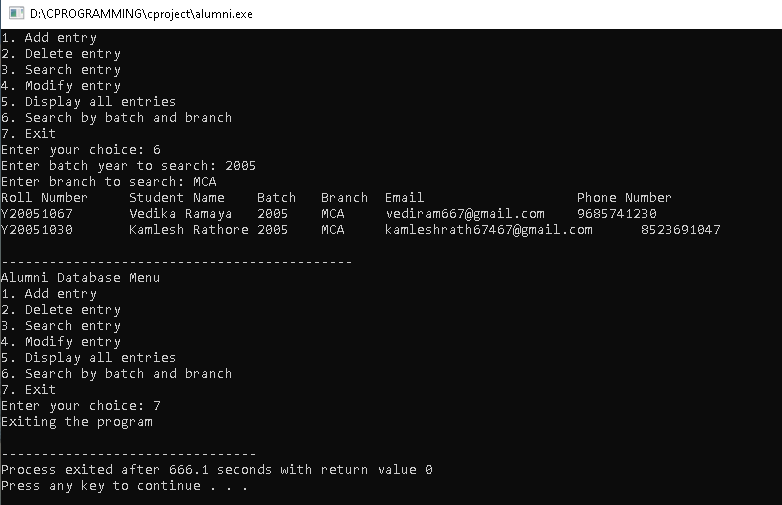 D:\CPROGRAMMING\cproject\alumni.exe
1. Add entry
2. Delete entry
3. Search entry
4. Modify entry
5. Display all entries
6. Search by batch and branch
7. Exit
Enter your choice: 6
Enter batch year to search: 2005
Enter branch to search: MCA
Roll Number     Student Name    Batch   Branch  Email                   Phone Number
Y20051067       Vedika Ramaya   2005    MCA     vediram667@gmail.com    9685741230
Y20051030       Kamlesh Rathore 2005    MCA     kamleshrath67467@gmail.com      8523691047
--------------------------------------------
Alumni Database Menu
1. Add entry
2. Delete entry
3. Search entry
4. Modify entry
5. Display all entries
6. Search by batch and branch
7. Exit
Enter your choice: 7
Exiting the program
--------------------------------
Process exited after 666.1 seconds with return value 0
Press any key to continue . . .